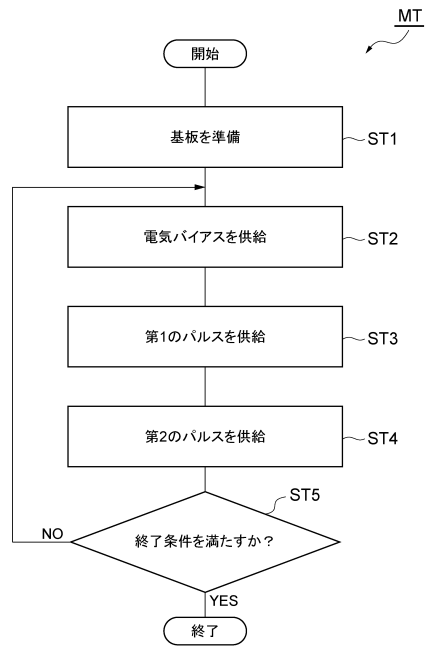 MT
開始
基板を準備
ST1
電気バイアスを供給
ST2
第1のパルスを供給
ST3
第2のパルスを供給
ST4
ST5
終了条件を満たすか？
NO
YES
終了